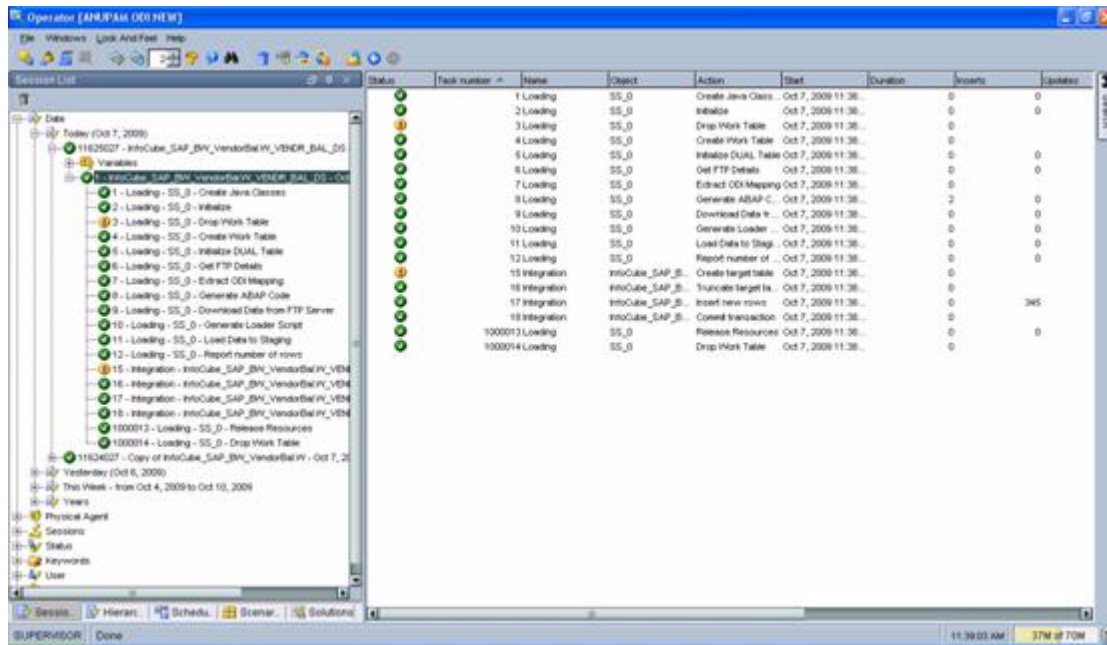 Operator [ANUPAM ODI NEW]
File Windows Look And Feel Help
Session List
Date
Today (Oct 7, 2009)
11625027 - InfoCube_SAP_BW_VendorBal.W_VENDR_BAL_DS
Variables
1 - InfoCube_SAP_BW_VendorBal.W_VENDR_BAL_DS - Oct
1 - Loading - SS_0 - Create Java Classes
2 - Loading - SS_0 - Initialize
3 - Loading - SS_0 - Drop Work Table
4 - Loading - SS_0 - Create Work Table
5 - Loading - SS_0 - Initialize DUAL Table
6 - Loading - SS_0 - Get FTP Details
7 - Loading - SS_0 - Extract ODI Mapping
8 - Loading - SS_0 - Generate ABAP Code
9 - Loading - SS_0 - Download Data from FTP Server
10 - Loading - SS_0 - Generate Loader Script
11 - Loading - SS_0 - Load Data to Staging
12 - Loading - SS_0 - Report number of rows
15 - Integration - InfoCube_SAP_BW_VendorBal.W_VEN
16 - Integration - InfoCube_SAP_BW_VendorBal.W_VEN
17 - Integration - InfoCube_SAP_BW_VendorBal.W_VEN
18 - Integration - InfoCube_SAP_BW_VendorBal.W_VEN
1000013 - Loading - SS_0 - Release Resources
1000014 - Loading - SS_0 - Drop Work Table
11624027 - Copy of InfoCube_SAP_BW_VendorBal.W - Oct 7, 20
Yesterday (Oct 6, 2009)
This Week - from Oct 4, 2009 to Oct 10, 2009
Years
Physical Agent
Sessions
Status
Keywords
User
Sessio... Hierarc... Schedu... Scenar... Solutions
Status Task number Name Object Action Start Duration Inserts Updates
1 Loading SS_0 Create Java Class... Oct 7, 2009 11:38... 0 0
2 Loading SS_0 Initialize Oct 7, 2009 11:38... 0 0
3 Loading SS_0 Drop Work Table Oct 7, 2009 11:38... 0
4 Loading SS_0 Create Work Table Oct 7, 2009 11:38... 0
5 Loading SS_0 Initialize DUAL Table Oct 7, 2009 11:38... 0 0
6 Loading SS_0 Get FTP Details Oct 7, 2009 11:38... 0 0
7 Loading SS_0 Extract ODI Mapping Oct 7, 2009 11:38... 0
8 Loading SS_0 Generate ABAP C... Oct 7, 2009 11:38... 2 0
9 Loading SS_0 Download Data fr... Oct 7, 2009 11:38... 0 0
10 Loading SS_0 Generate Loader ... Oct 7, 2009 11:38... 0 0
11 Loading SS_0 Load Data to Stagi... Oct 7, 2009 11:38... 0 0
12 Loading SS_0 Report number of ... Oct 7, 2009 11:38... 0 0
15 Integration InfoCube_SAP_B... Create target table Oct 7, 2009 11:38... 0
16 Integration InfoCube_SAP_B... Truncate target ta... Oct 7, 2009 11:38... 0
17 Integration InfoCube_SAP_B... Insert new rows Oct 7, 2009 11:38... 0 345
18 Integration InfoCube_SAP_B... Commit transaction Oct 7, 2009 11:38... 0
1000013 Loading SS_0 Release Resources Oct 7, 2009 11:38... 0 0
1000014 Loading SS_0 Drop Work Table Oct 7, 2009 11:38... 0
SUPERVISOR Done 11:39:03 AM 37M of 70M